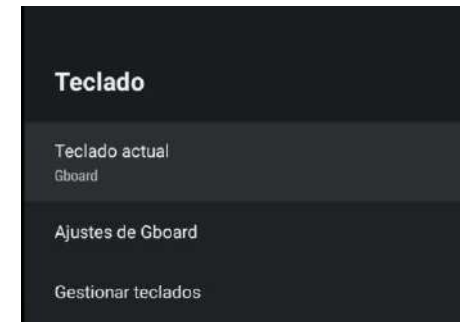 Teclado
Teclado actual
Gboard
Ajustes de Gboard
Gestionar teclados